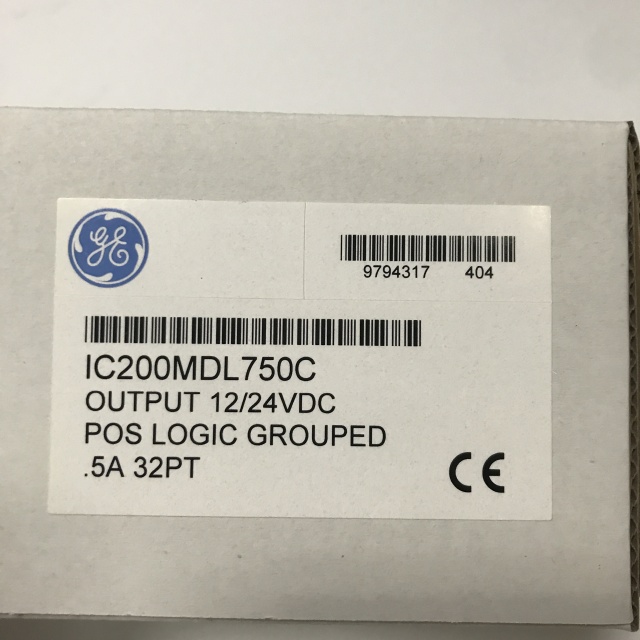 GE
9794317 404
IC200MDL750C
OUTPUT 12/24VDC
POS LOGIC GROUPED
.5A 32PT
CE